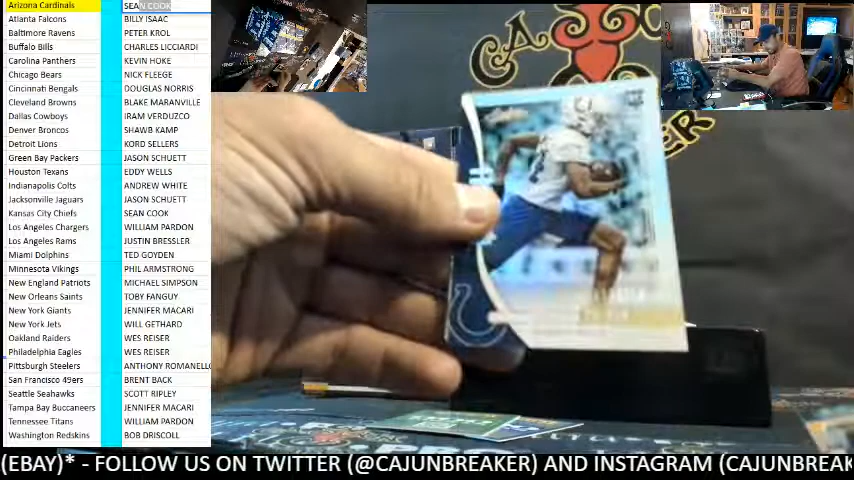 Arizona Cardinals SEAN COOK
Atlanta Falcons BILLY ISAAC
Baltimore Ravens PETER KROL
Buffalo Bills CHARLES LICCIARDI
Carolina Panthers KEVIN HOKE
Chicago Bears NICK FLEEGE
Cincinnati Bengals DOUGLAS NORRIS
Cleveland Browns BLAKE MARANVILLE
Dallas Cowboys IRAM VERDUZCO
Denver Broncos SHAWB KAMP
Detroit Lions KORD SELLERS
Green Bay Packers JASON SCHUETT
Houston Texans EDDY WELLS
Indianapolis Colts ANDREW WHITE
Jacksonville Jaguars JASON SCHUETT
Kansas City Chiefs SEAN COOK
Los Angeles Chargers WILLIAM PARDON
Los Angeles Rams JUSTIN BRESSLER
Miami Dolphins TED GOYDEN
Minnesota Vikings PHIL ARMSTRONG
New England Patriots MICHAEL SIMPSON
New Orleans Saints TOBY FANGUY
New York Giants JENNIFER MACARI
New York Jets WILL GETHARD
Oakland Raiders WES REISER
Philadelphia Eagles WES REISER
Pittsburgh Steelers ANTHONY ROMANELLO
San Francisco 49ers BRENT BACK
Seattle Seahawks SCOTT RIPLEY
Tampa Bay Buccaneers JENNIFER MACARI
Tennessee Titans WILLIAM PARDON
Washington Redskins BOB DRISCOLL
(EBAY)* - FOLLOW US ON TWITTER (@CAJUNBREAKER) AND INSTAGRAM (CAJUNBREAK